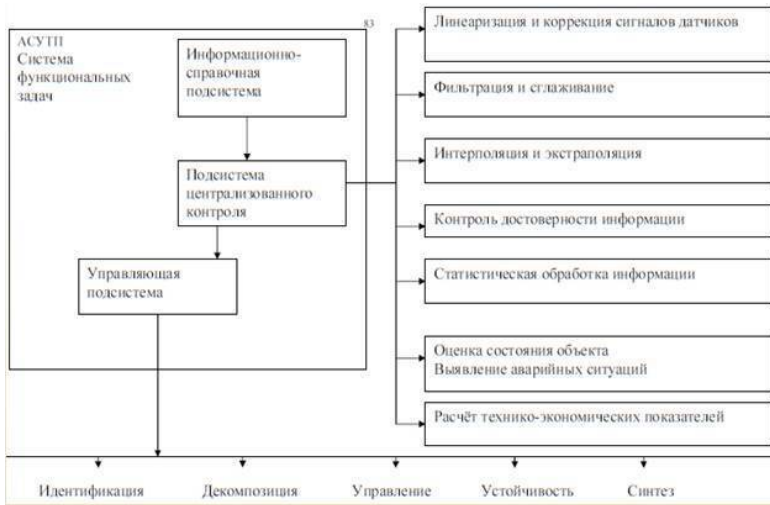 83
АСУТП
Система
функциональных
задач
Информационно-
справочная
подсистема
Подсистема
централизованного
контроля
Управляющая
подсистема
Линеаризация и коррекция сигналов датчиков
Фильтрация и сглаживание
Интерполяция и экстраполяция
Контроль достоверности информации
Статистическая обработка информации
Оценка состояния объекта
Выявление аварийных ситуаций
Расчёт технико-экономических показателей
Идентификация Декомпозиция Управление Устойчивость Синтез